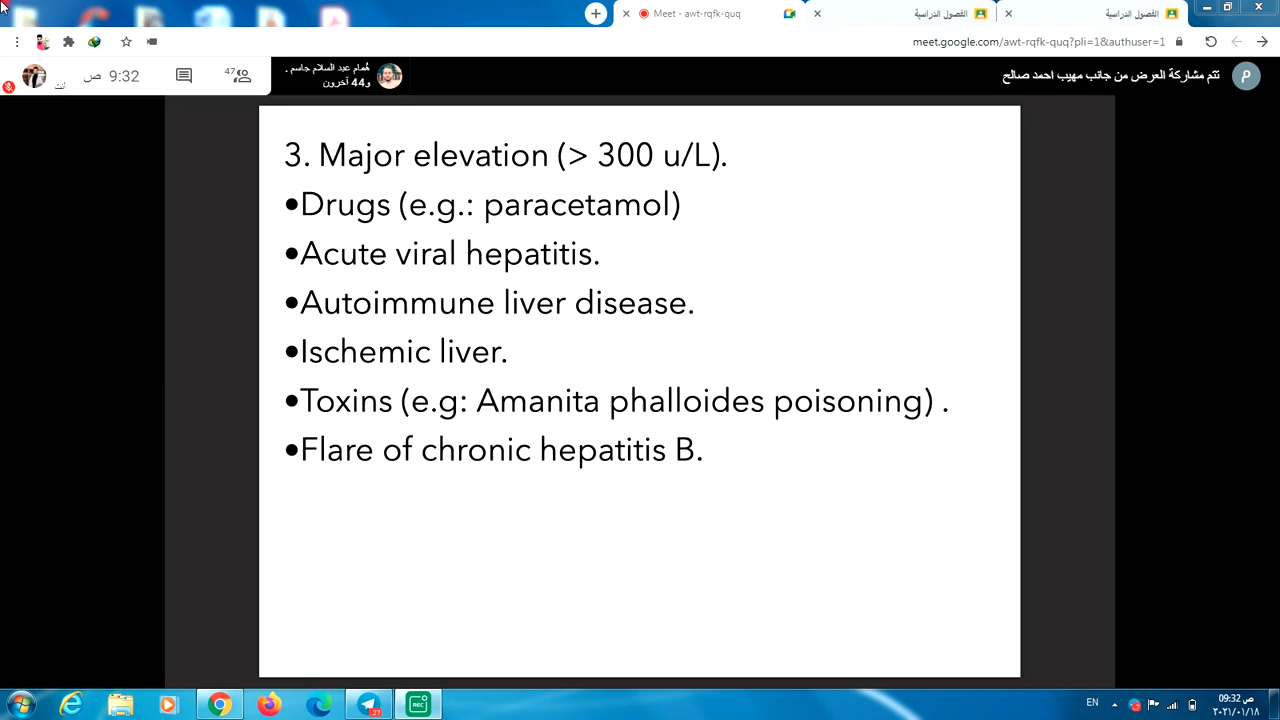 Meet - awt-rqfk-quq
الفصول الدراسية
الفصول الدراسية
meet.google.com/awt-rqfk-quq?pli=1&authuser=1
9:32 ص
47
أنت
هُمام عبد السلام جاسم .
و44 آخرون
تتم مشاركة العرض من جانب مهيب احمد صالح
م
3. Major elevation (> 300 u/L).
•Drugs (e.g.: paracetamol)
•Acute viral hepatitis.
•Autoimmune liver disease.
•Ischemic liver.
•Toxins (e.g: Amanita phalloides poisoning) .
•Flare of chronic hepatitis B.
REC
EN
09:32 ص
٢٠٢١/٠١/١٨